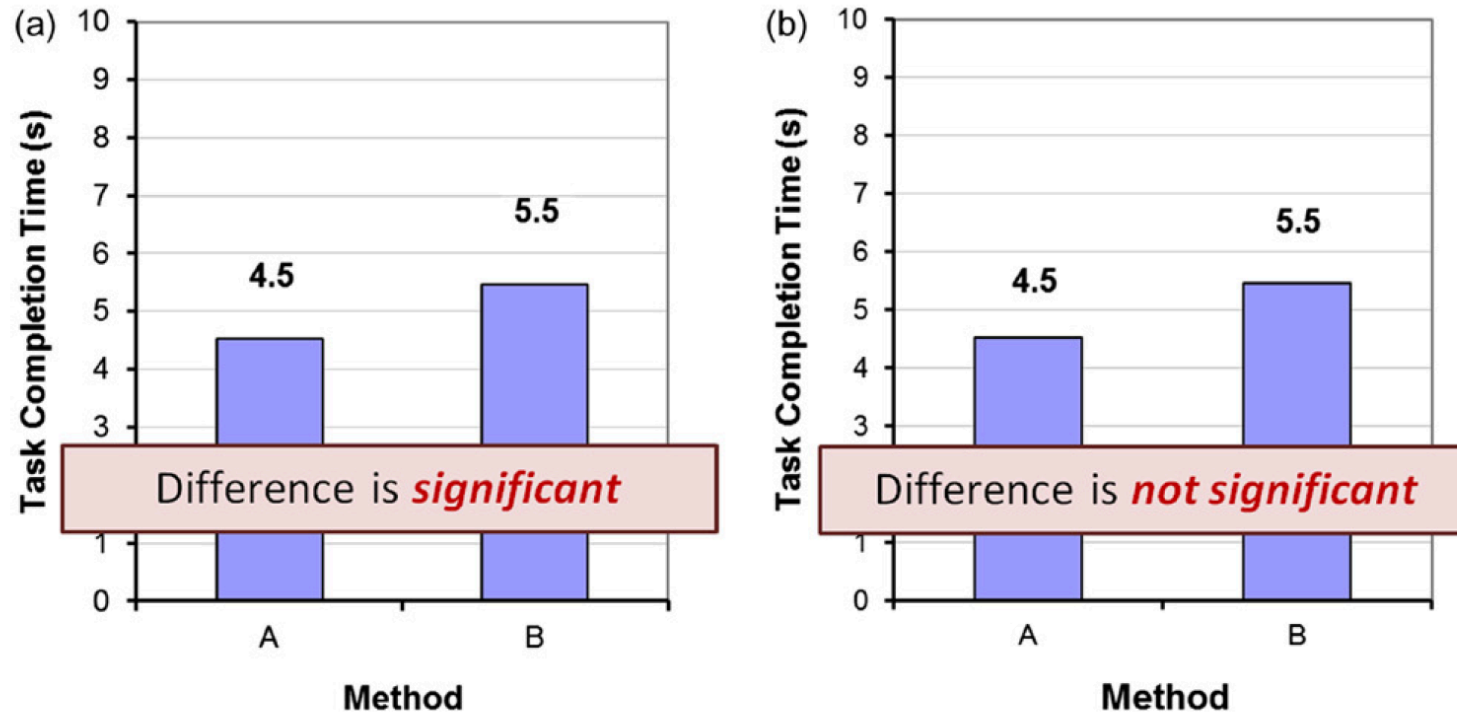 (a)
Task Completion Time (s)
10
9
8
7
6
5
4
3
1
0
4.5
5.5
Difference is significant
A
B
Method
(b)
Task Completion Time (s)
10
9
8
7
6
5
4
3
1
0
4.5
5.5
Difference is not significant
A
B
Method